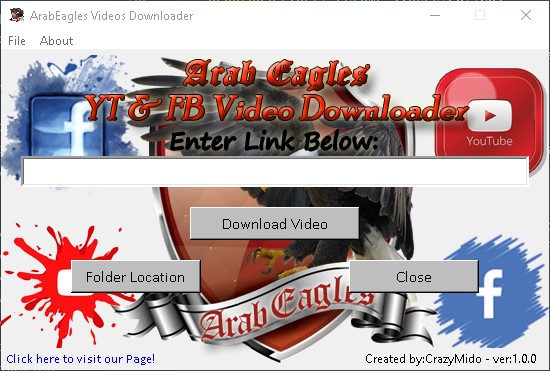 ArabEagles Videos Downloader
File About
Arab Eagles
YT & FB Video Downloader
Enter Link Below:
YouTube
Download Video
Folder Location
Close
Arab Eagles
Click here to visit our Page!
Created by:CrazyMido - ver:1.0.0